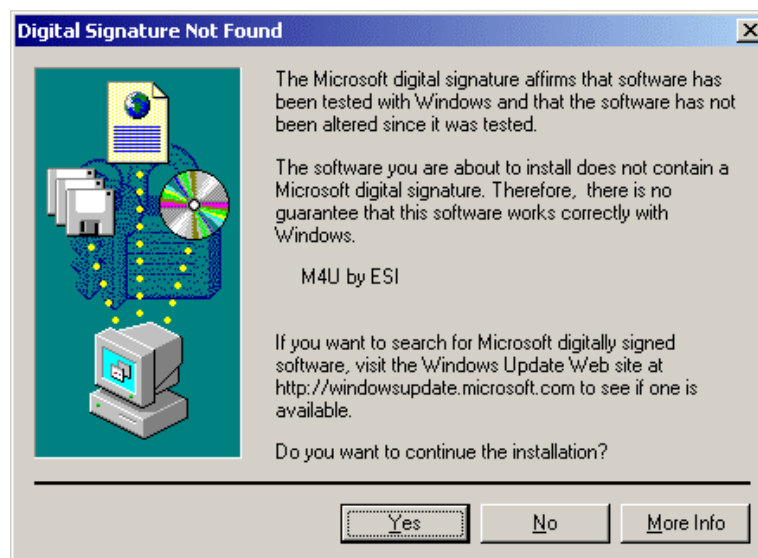 Digital Signature Not Found
The Microsoft digital signature affirms that software has
been tested with Windows and that the software has not
been altered since it was tested.
The software you are about to install does not contain a
Microsoft digital signature. Therefore,  there is no
guarantee that this software works correctly with
Windows.
M4U by ESI
If you want to search for Microsoft digitally signed
software, visit the Windows Update Web site at
http://windowsupdate.microsoft.com to see if one is
available.
Do you want to continue the installation?
Yes No More Info